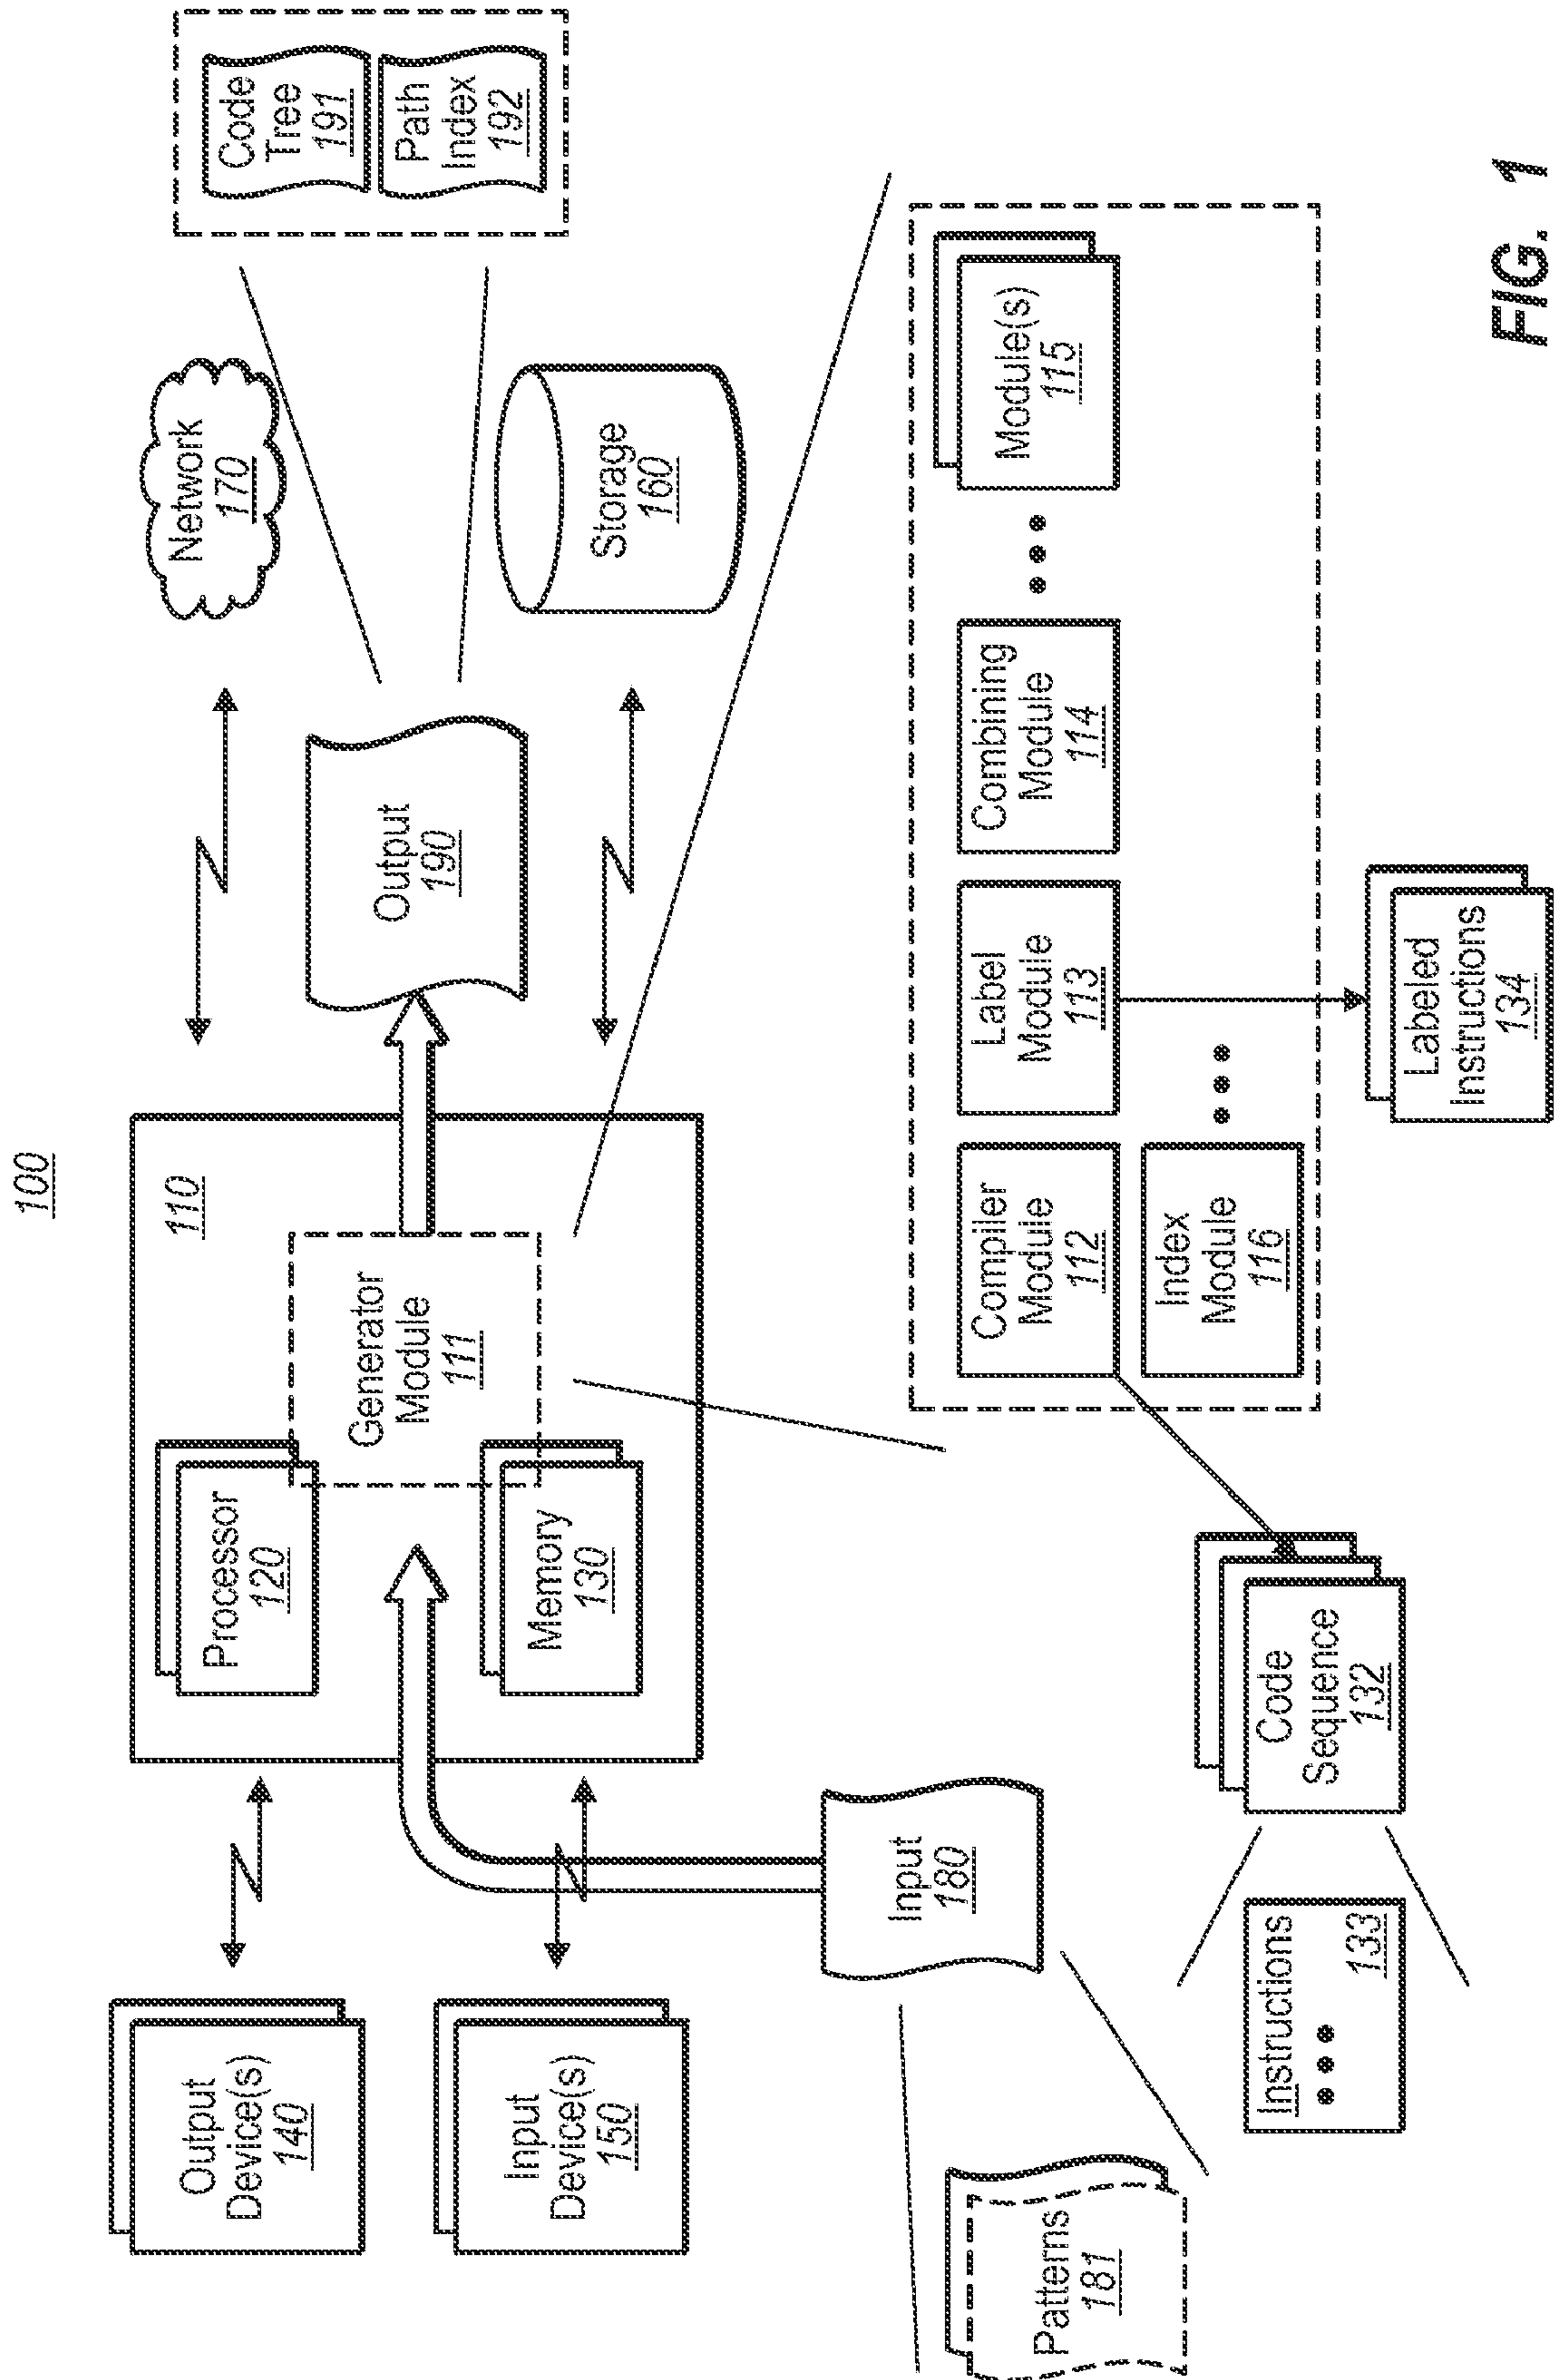 100
Output
Device(s)
140
Input
Device(s)
150
110
Processor
120
Memory
130
Generator
Module
111
Output
190
Network
170
Storage
160
Code
Tree
191
Path
Index
192
Input
180
Patterns
181
Compiler
Module
112
Label
Module
113
Combining
Module
114
Module(s)
115
Index
Module
116
Code
Sequence
132
Instructions
133
Labeled
Instructions
134
FIG. 1